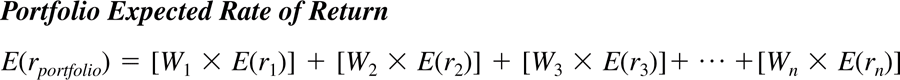 Portfolio Expected Rate of Return
E(r_portfolio) = [W_1 × E(r_1)] + [W_2 × E(r_2)] + [W_3 × E(r_3)]+ ··· +[W_n × E(r_n)]